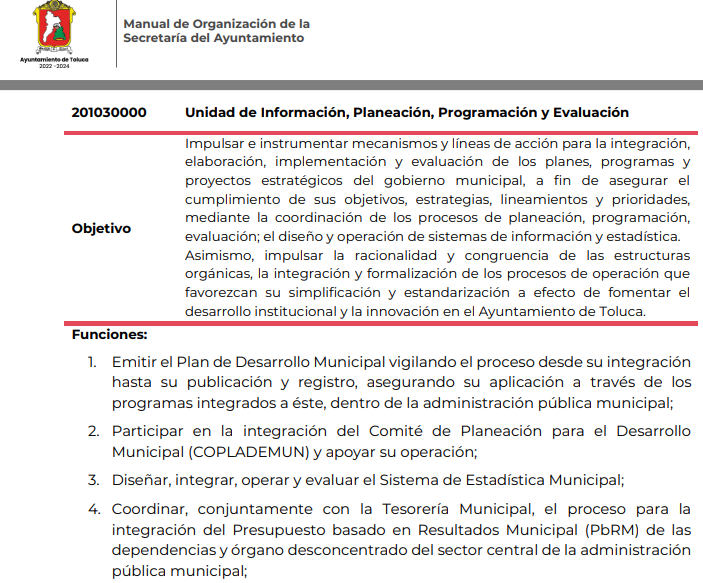 Manual de Organización de la
Secretaría del Ayuntamiento
Ayuntamiento de Toluca
2022 - 2024
201030000 Unidad de Información, Planeación, Programación y Evaluación
Objetivo
Impulsar e instrumentar mecanismos y líneas de acción para la integración,
elaboración, implementación y evaluación de los planes, programas y
proyectos estratégicos del gobierno municipal, a fin de asegurar el
cumplimiento de sus objetivos, estrategias, lineamientos y prioridades,
mediante la coordinación de los procesos de planeación, programación,
evaluación; el diseño y operación de sistemas de información y estadística.
Asimismo, impulsar la racionalidad y congruencia de las estructuras
orgánicas, la integración y formalización de los procesos de operación que
favorezcan su simplificación y estandarización a efecto de fomentar el
desarrollo institucional y la innovación en el Ayuntamiento de Toluca.
Funciones:
1. Emitir el Plan de Desarrollo Municipal vigilando el proceso desde su integración
hasta su publicación y registro, asegurando su aplicación a través de los
programas integrados a éste, dentro de la administración pública municipal;
2. Participar en la integración del Comité de Planeación para el Desarrollo
Municipal (COPLADEMUN) y apoyar su operación;
3. Diseñar, integrar, operar y evaluar el Sistema de Estadística Municipal;
4. Coordinar, conjuntamente con la Tesorería Municipal, el proceso para la
integración del Presupuesto basado en Resultados Municipal (PbRM) de las
dependencias y órgano desconcentrado del sector central de la administración
pública municipal;